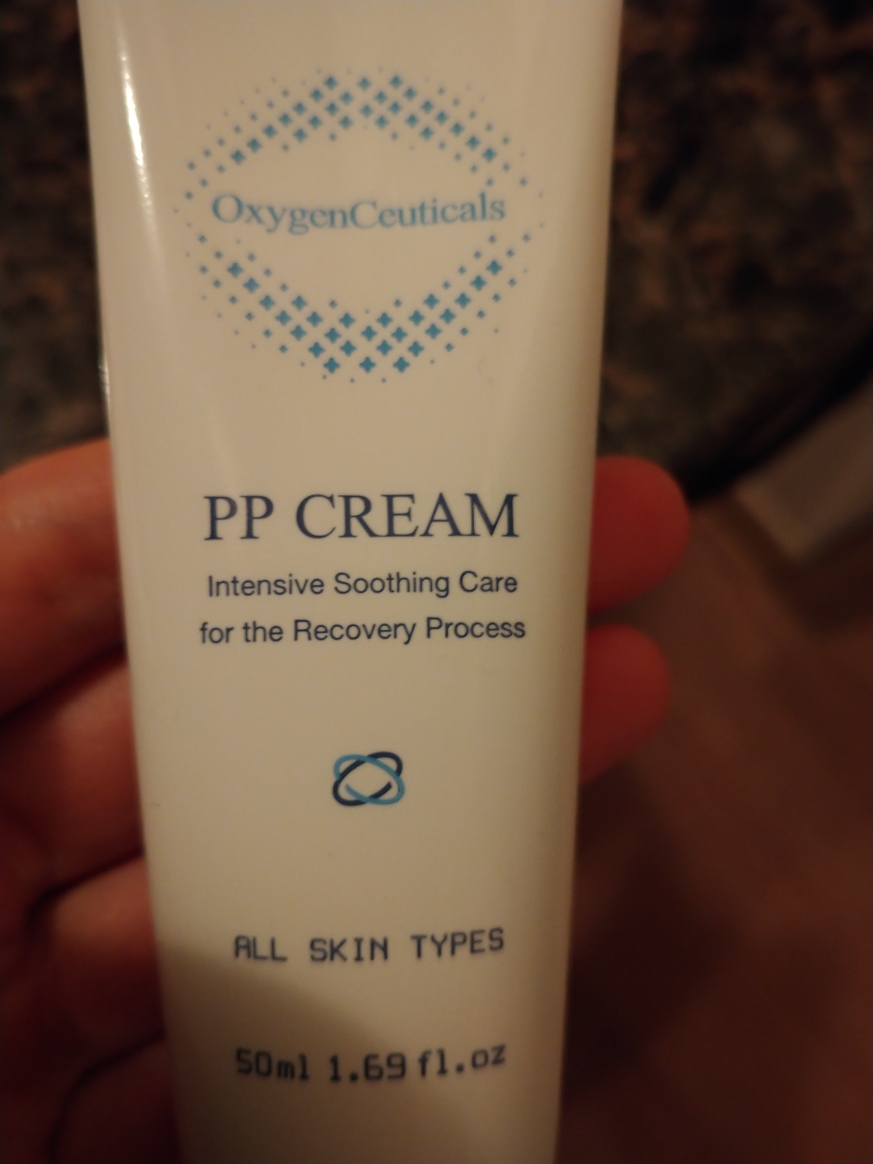 OxygenCeuticals
PP CREAM
Intensive Soothing Care
for the Recovery Process
ALL SKIN TYPES
50ml 1.69 fl.oz